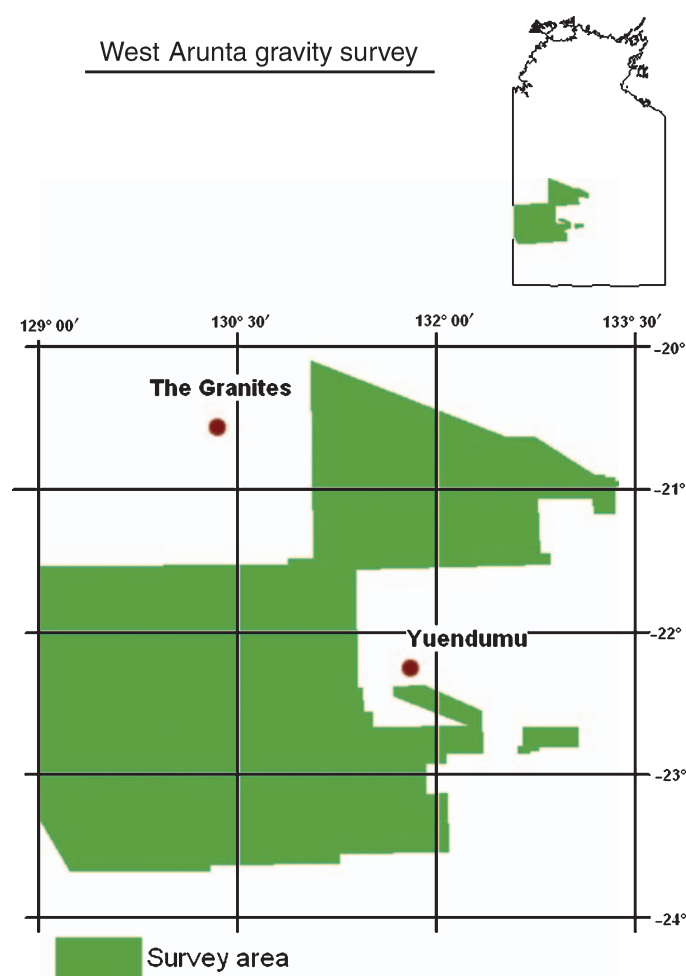 West Arunta gravity survey
129° 00′ 130° 30′ 132° 00′ 133° 30′
–20°
The Granites
–21°
–22°
Yuendumu
–23°
–24°
Survey area